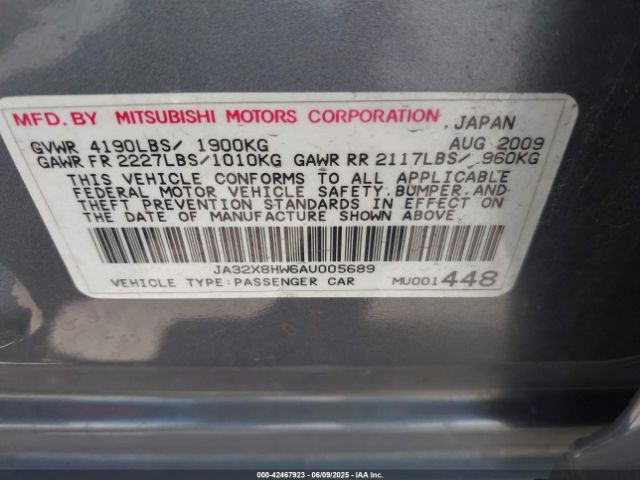 MFD. BY MITSUBISHI MOTORS CORPORATION, JAPAN
GVWR 4190LBS/ 1900KG AUG 2009
GAWR FR 2227LBS/1010KG GAWR RR 2117LBS/ 960KG
THIS VEHICLE CONFORMS TO ALL APPLICABLE
FEDERAL MOTOR VEHICLE SAFETY, BUMPER, AND
THEFT PREVENTION STANDARDS IN EFFECT ON
THE DATE OF MANUFACTURE SHOWN ABOVE.
JA32X8HW6AU005689
VEHICLE TYPE:PASSENGER CAR MU001448
000-42467923 | 06/09/2025 - IAA Inc.